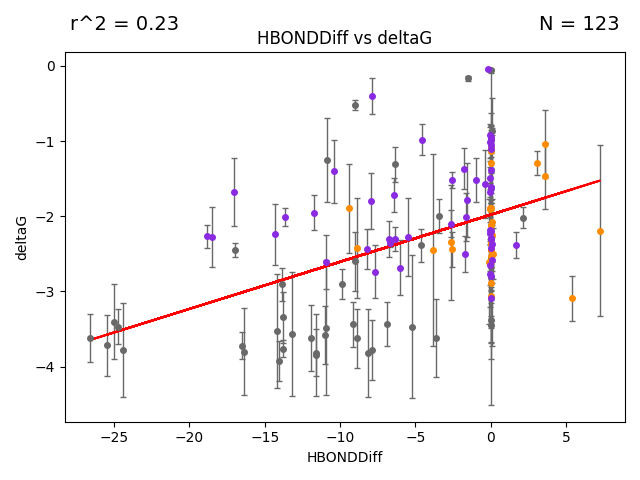 r^2 = 0.23
N = 123
HBONDDiff vs deltaG
deltaG
0
−1
−2
−3
−4
−25
−20
−15
−10
−5
0
5
HBONDDiff